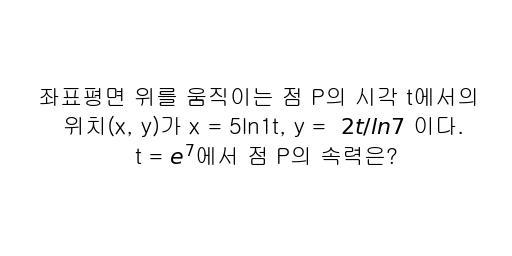 좌표평면 위를 움직이는 점 P의 시각 t에서의
위치(x, y)가 x = 5ln1t, y = 2t/ln7 이다.
t = e⁷에서 점 P의 속력은?